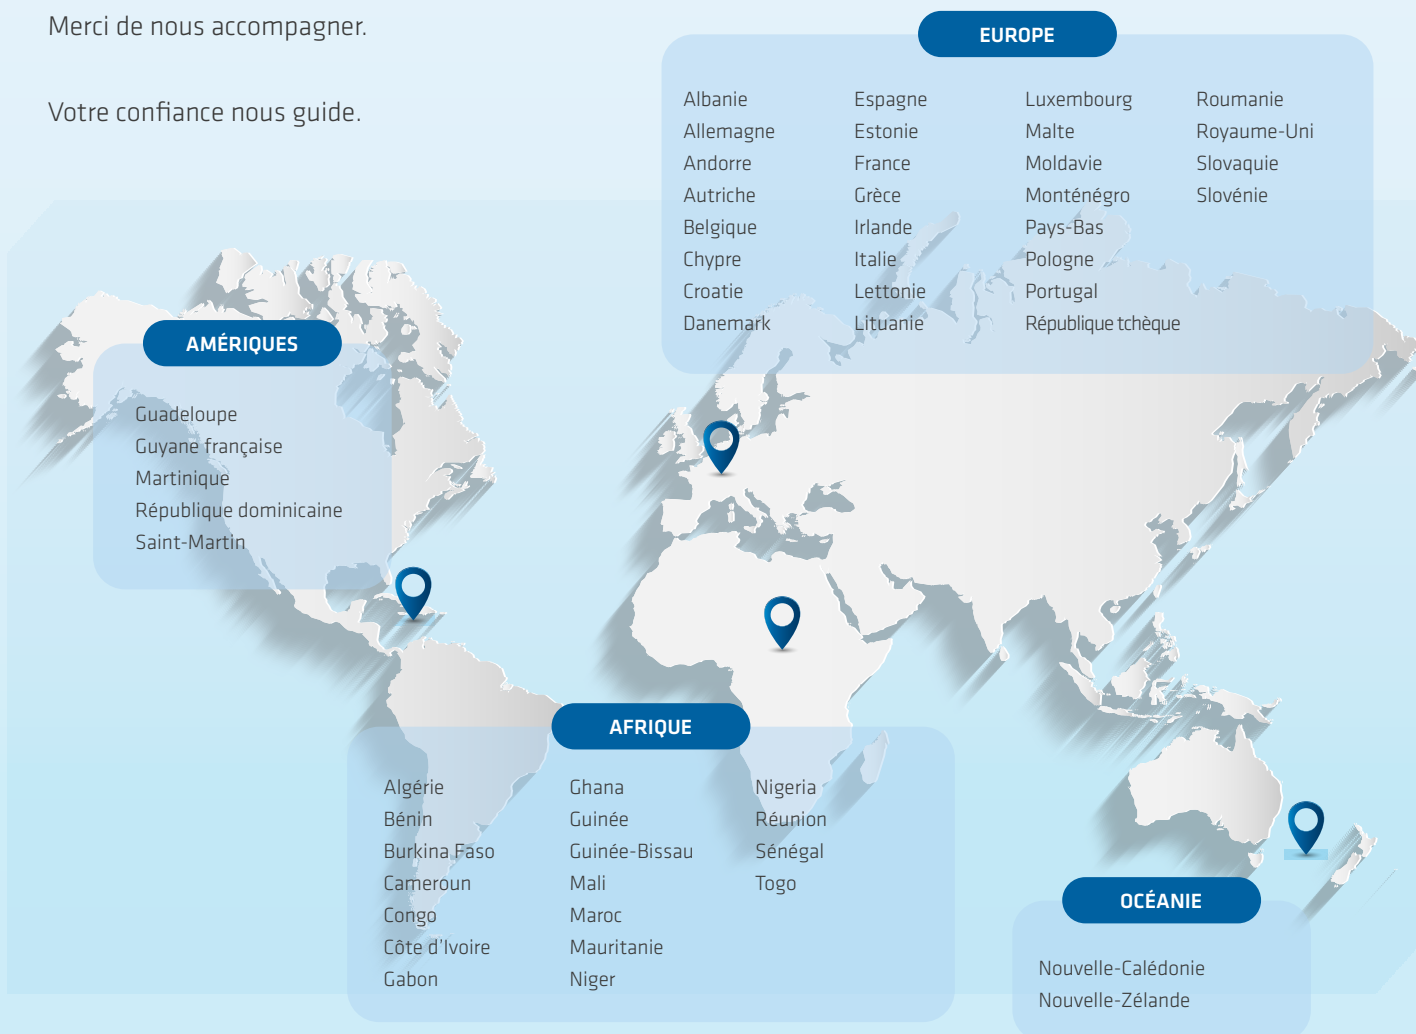 Merci de nous accompagner.
Votre confiance nous guide.
EUROPE
Albanie
Allemagne
Andorre
Autriche
Belgique
Chypre
Croatie
Danemark
Espagne
Estonie
France
Grèce
Irlande
Italie
Lettonie
Lituanie
Luxembourg
Malte
Moldavie
Monténégro
Pays-Bas
Pologne
Portugal
République tchèque
Roumanie
Royaume-Uni
Slovaquie
Slovénie
AMÉRIQUES
Guadeloupe
Guyane française
Martinique
République dominicaine
Saint-Martin
AFRIQUE
Algérie
Bénin
Burkina Faso
Cameroun
Congo
Côte d'Ivoire
Gabon
Ghana
Guinée
Guinée-Bissau
Mali
Maroc
Mauritanie
Niger
Nigeria
Réunion
Sénégal
Togo
OCÉANIE
Nouvelle-Calédonie
Nouvelle-Zélande